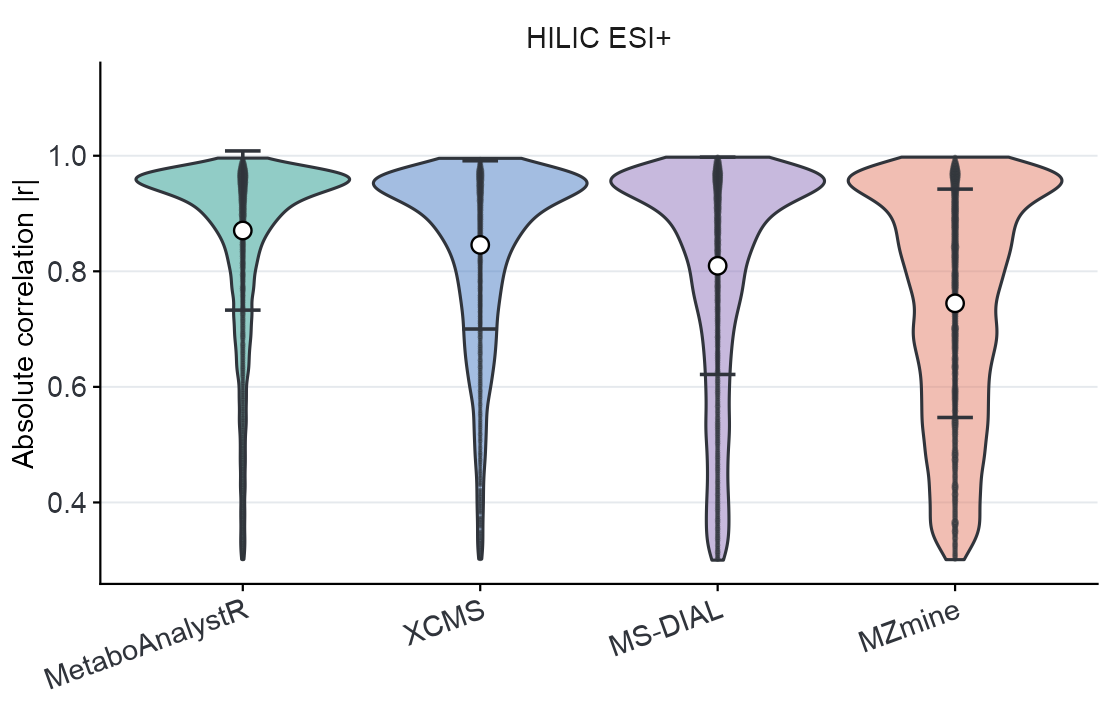 HILIC ESI+
Absolute correlation |r|
1.0
0.8
0.6
0.4
MetaboAnalystR
XCMS
MS-DIAL
MZmine